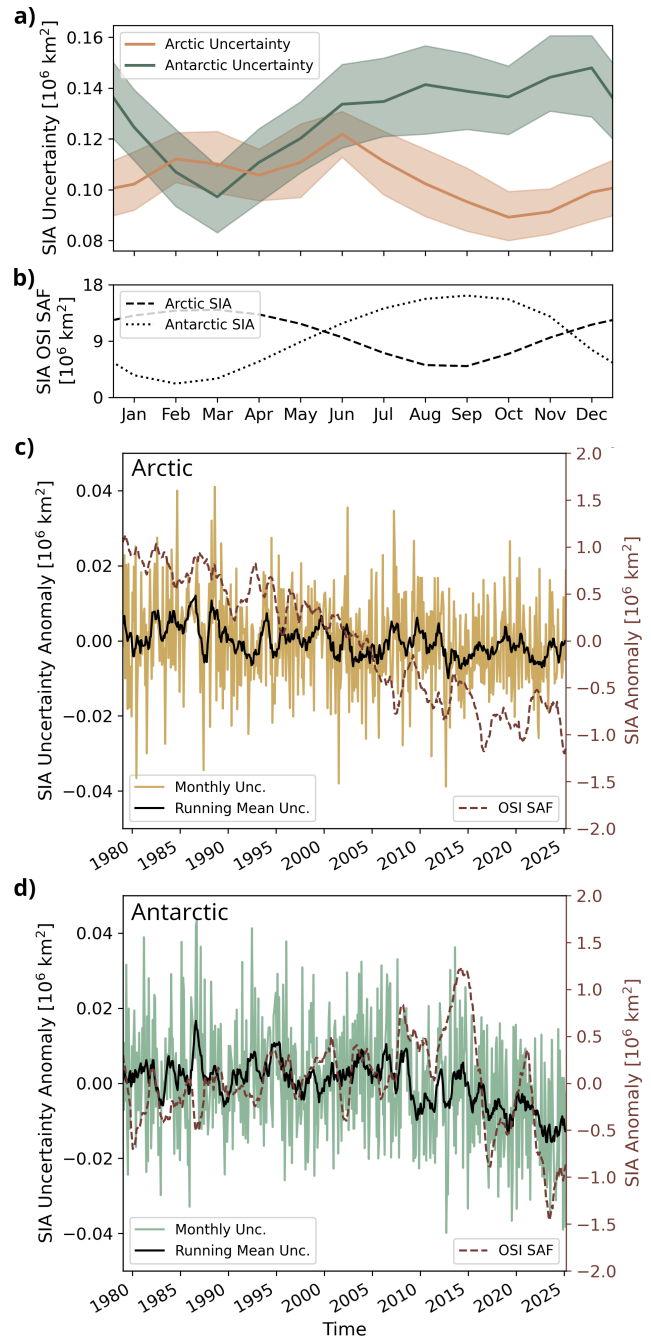 a)
SIA Uncertainty [10⁶ km²]
0.16
0.14
0.12
0.10
0.08
Arctic Uncertainty
Antarctic Uncertainty
b)
SIA OSI SAF
[10⁶ km²]
18
9
0
Arctic SIA
Antarctic SIA
Jan Feb Mar Apr May Jun Jul Aug Sep Oct Nov Dec
c)
Arctic
SIA Uncertainty Anomaly [10⁶ km²]
0.04
0.02
0.00
−0.02
−0.04
2.0
1.5
1.0
0.5
0.0
−0.5
−1.0
−1.5
−2.0
SIA Anomaly [10⁶ km²]
Monthly Unc.
Running Mean Unc.
OSI SAF
1980 1985 1990 1995 2000 2005 2010 2015 2020 2025
d)
Antarctic
SIA Uncertainty Anomaly [10⁶ km²]
0.04
0.02
0.00
−0.02
−0.04
2.0
1.5
1.0
0.5
0.0
−0.5
−1.0
−1.5
−2.0
SIA Anomaly [10⁶ km²]
Monthly Unc.
Running Mean Unc.
OSI SAF
1980 1985 1990 1995 2000 2005 2010 2015 2020 2025
Time